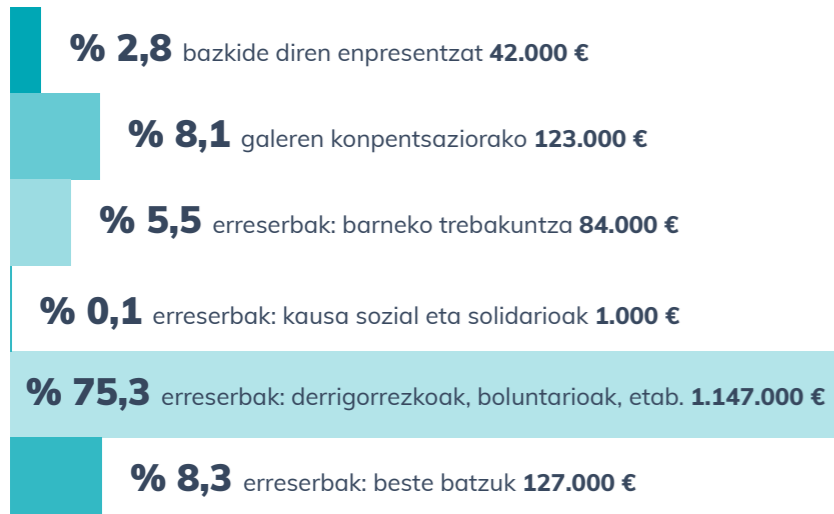 % 2,8 bazkide diren enpresentzat 42.000 €
% 8,1 galeren konpentsaziorako 123.000 €
% 5,5 erreserbak: barneko trebakuntza 84.000 €
% 0,1 erreserbak: kausa sozial eta solidarioak 1.000 €
% 75,3 erreserbak: derrigorrezkoak, boluntarioak, etab. 1.147.000 €
% 8,3 erreserbak: beste batzuk 127.000 €